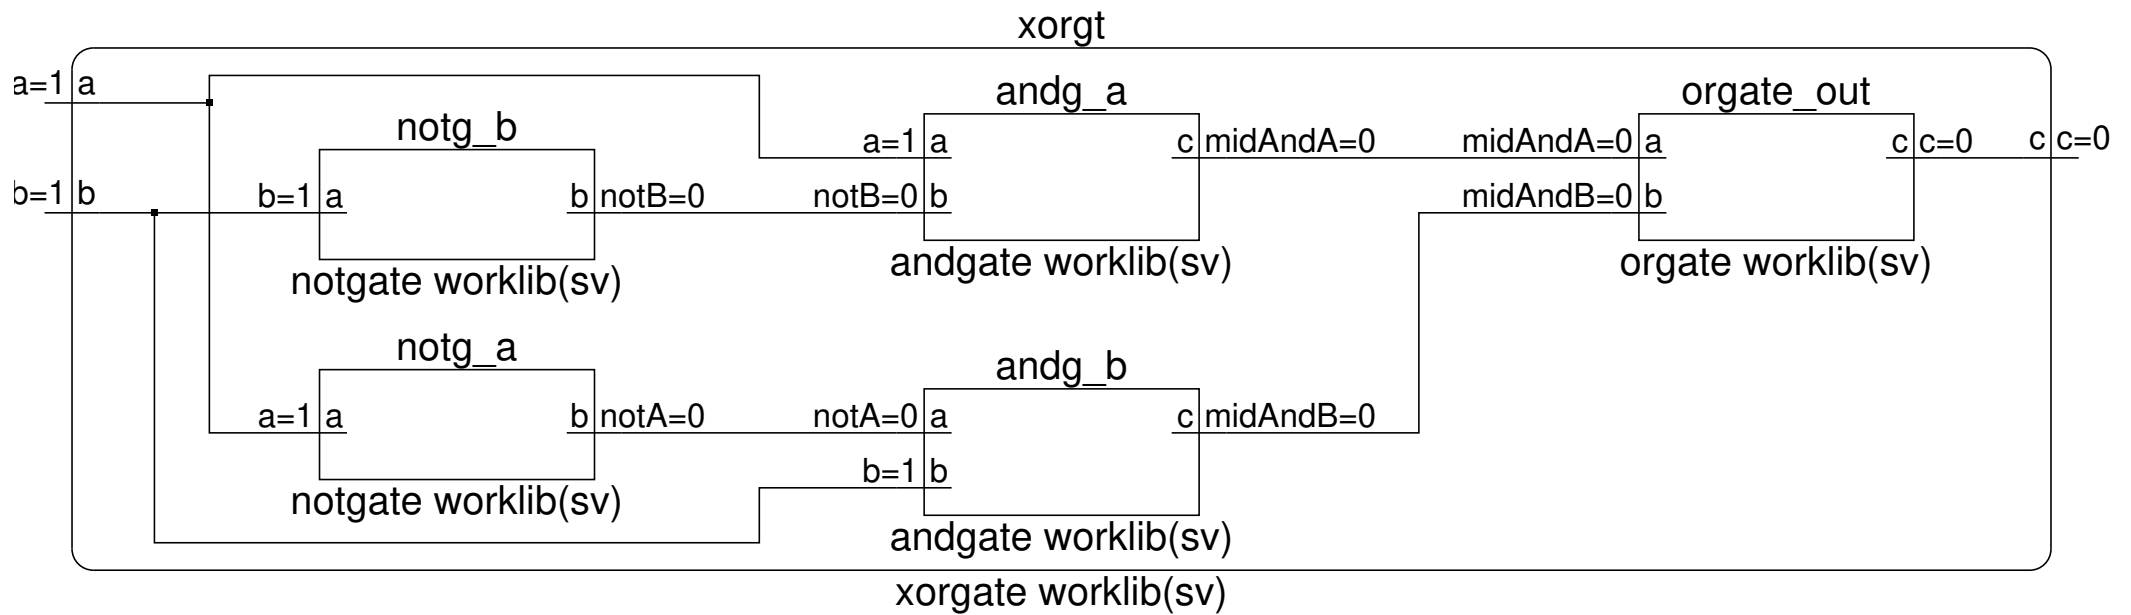 xorgt
a=1 a
andg_a
orgate_out
notg_b
a=1 a
c midAndA=0
midAndA=0 a
c c=0
c c=0
b=1 b
b=1 a
b notB=0
notB=0 b
midAndB=0 b
notgate worklib(sv)
andgate worklib(sv)
orgate worklib(sv)
notg_a
andg_b
a=1 a
b notA=0
notA=0 a
c midAndB=0
b=1 b
notgate worklib(sv)
andgate worklib(sv)
xorgate worklib(sv)